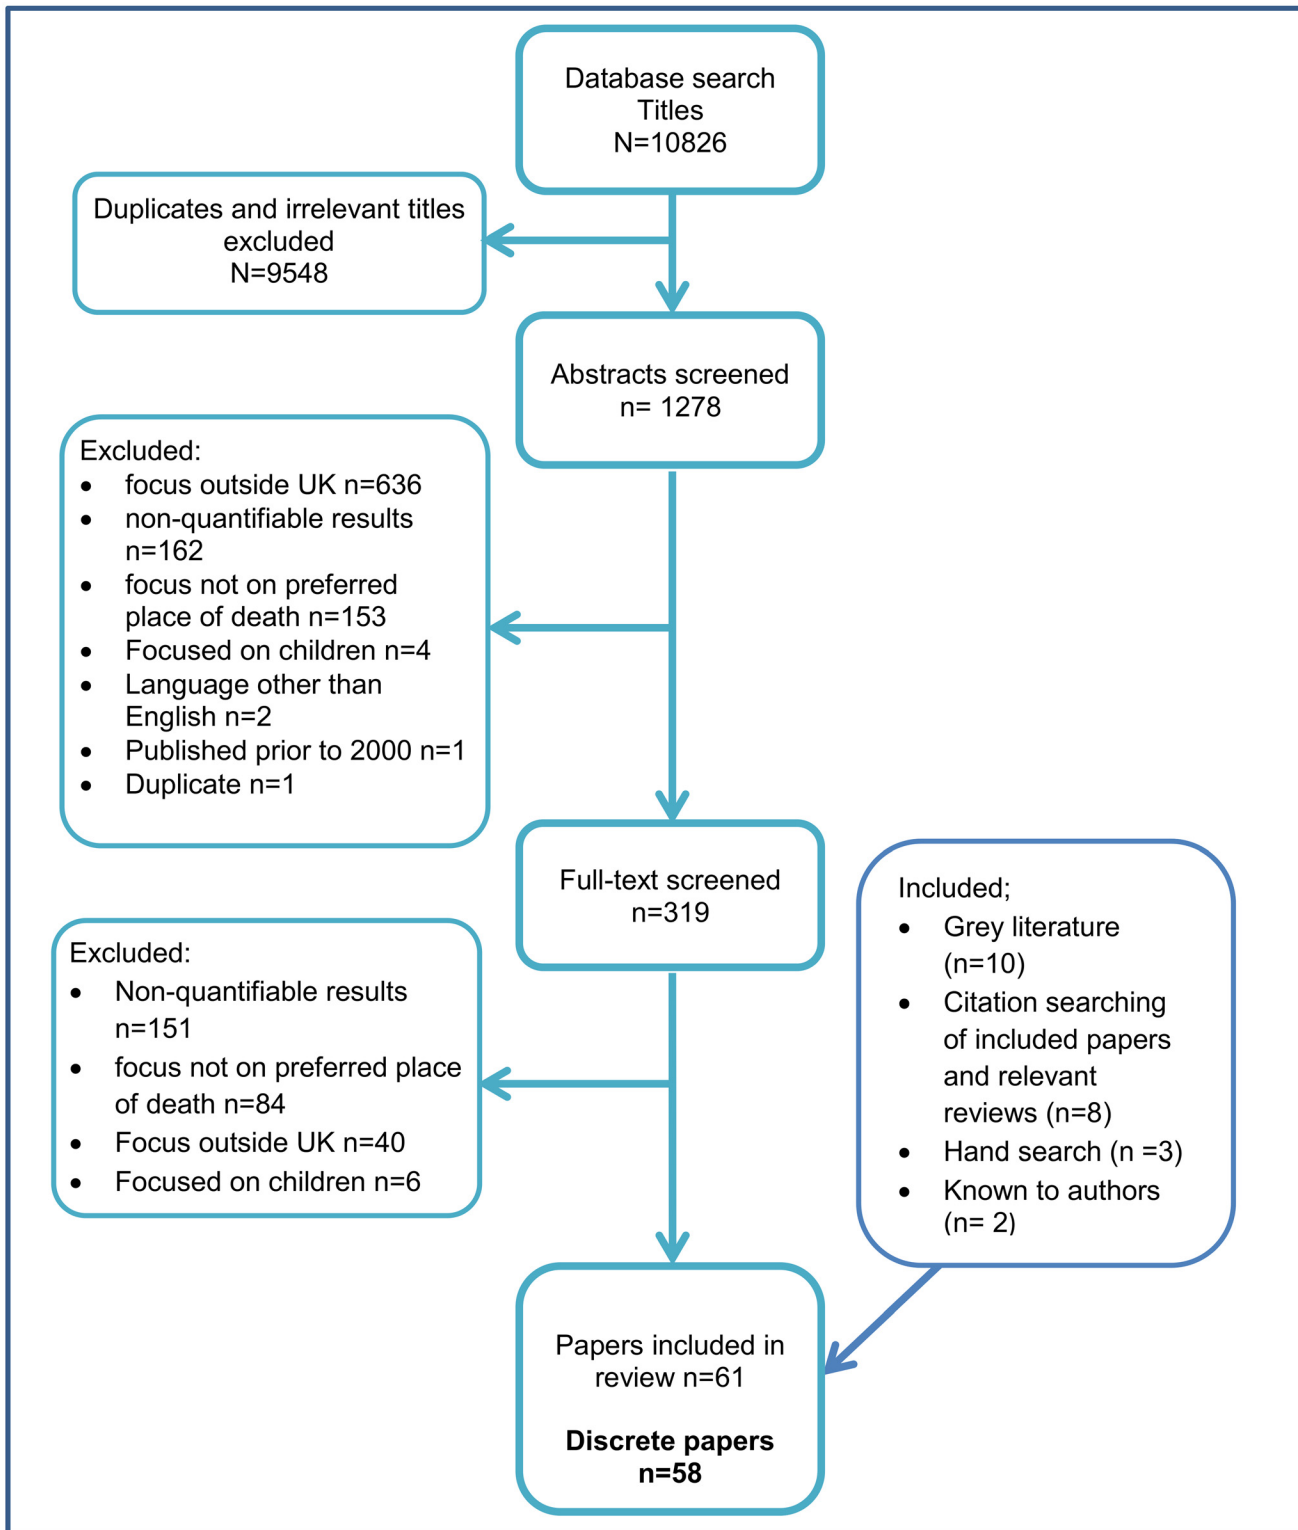 Database search
Titles
N=10826
Duplicates and irrelevant titles
excluded
N=9548
Abstracts screened
n= 1278
Excluded:
• focus outside UK n=636
• non-quantifiable results
n=162
• focus not on preferred
place of death n=153
• Focused on children n=4
• Language other than
English n=2
• Published prior to 2000 n=1
• Duplicate n=1
Full-text screened
n=319
Excluded:
• Non-quantifiable results
n=151
• focus not on preferred place
of death n=84
• Focus outside UK n=40
• Focused on children n=6
Included;
• Grey literature
(n=10)
• Citation searching
of included papers
and relevant
reviews (n=8)
• Hand search (n =3)
• Known to authors
(n= 2)
Papers included in
review n=61
Discrete papers
n=58